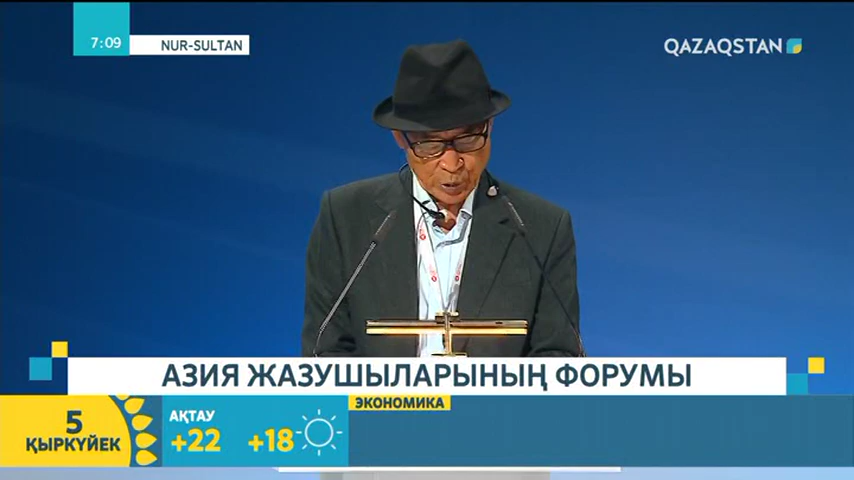 7:09
NUR-SULTAN
QAZAQSTAN
АЗИЯ ЖАЗУШЫЛАРЫНЫҢ ФОРУМЫ
5
ҚЫРКҮЙЕК
АҚТАУ
+22 +18
ЭКОНОМИКА